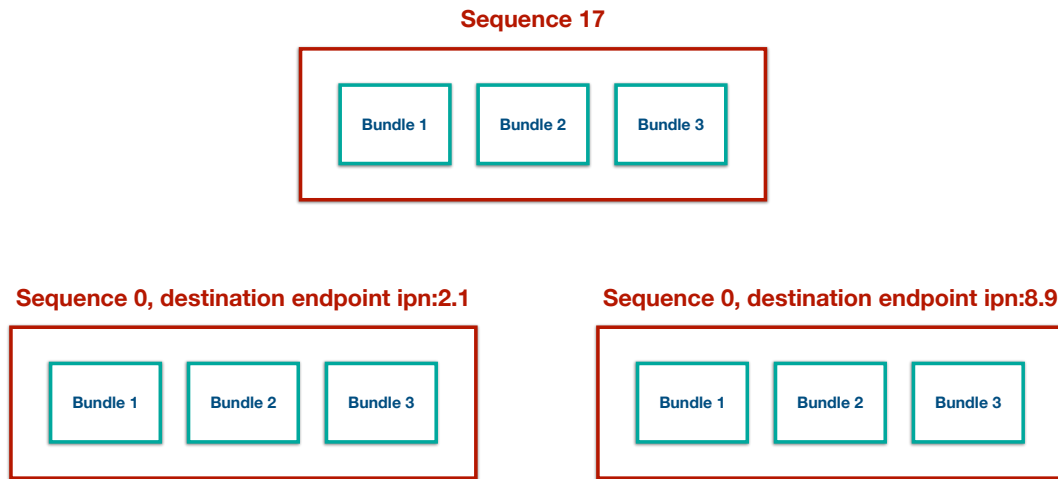 Sequence 17
Bundle 1
Bundle 2
Bundle 3
Sequence 0, destination endpoint ipn:2.1
Bundle 1
Bundle 2
Bundle 3
Sequence 0, destination endpoint ipn:8.9
Bundle 1
Bundle 2
Bundle 3